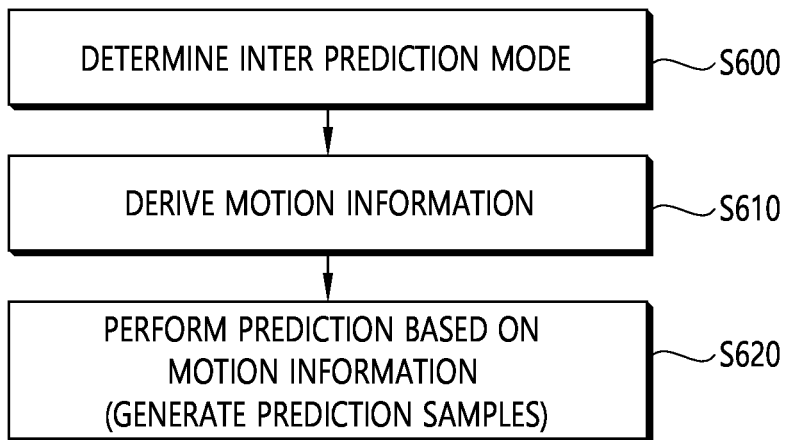 DETERMINE INTER PREDICTION MODE
S600
DERIVE MOTION INFORMATION
S610
PERFORM PREDICTION BASED ON
MOTION INFORMATION
(GENERATE PREDICTION SAMPLES)
S620